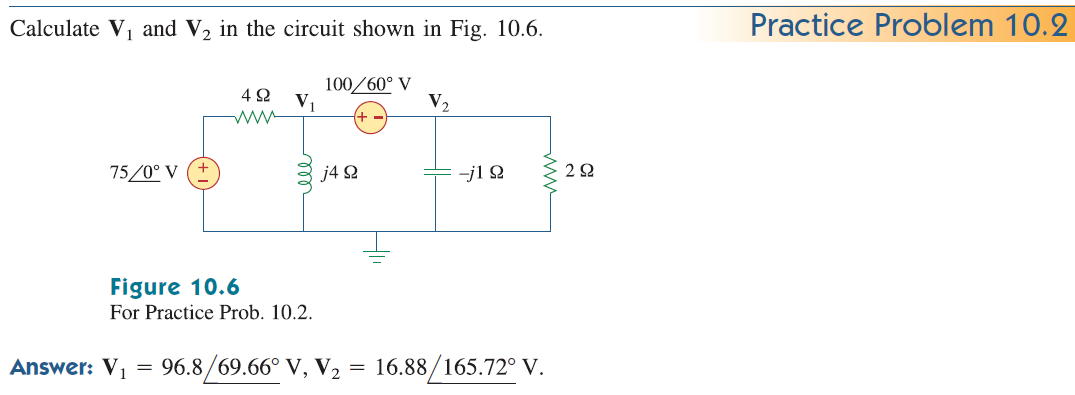 Practice Problem 10.2
Calculate V₁ and V₂ in the circuit shown in Fig. 10.6.
100/60° V
4 Ω
V₁
V₂
+ −
75/0° V
+
−
j4 Ω
−j1 Ω
2 Ω
Figure 10.6
For Practice Prob. 10.2.
Answer: V₁ = 96.8/69.66° V, V₂ = 16.88/165.72° V.